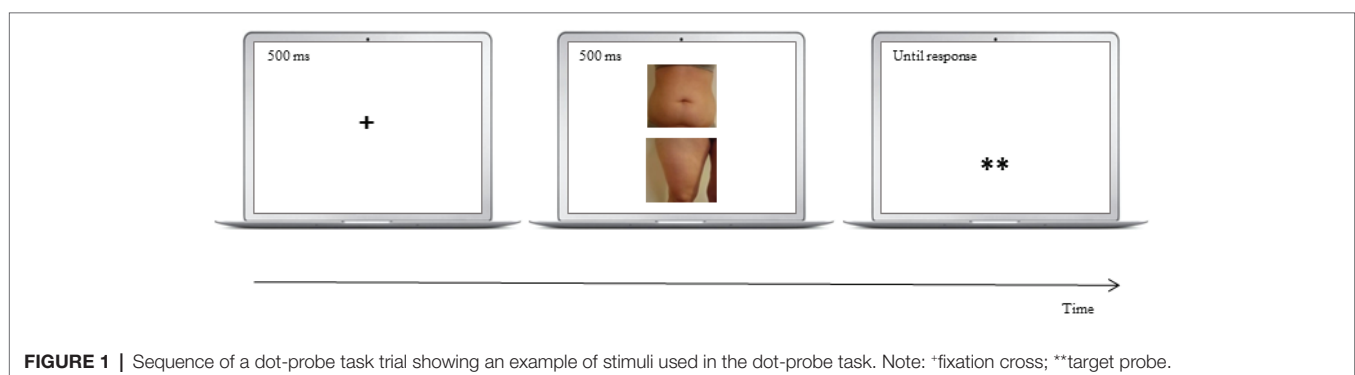 500 ms
500 ms
Until response
+
**
Time
FIGURE 1 | Sequence of a dot-probe task trial showing an example of stimuli used in the dot-probe task. Note: +fixation cross; **target probe.